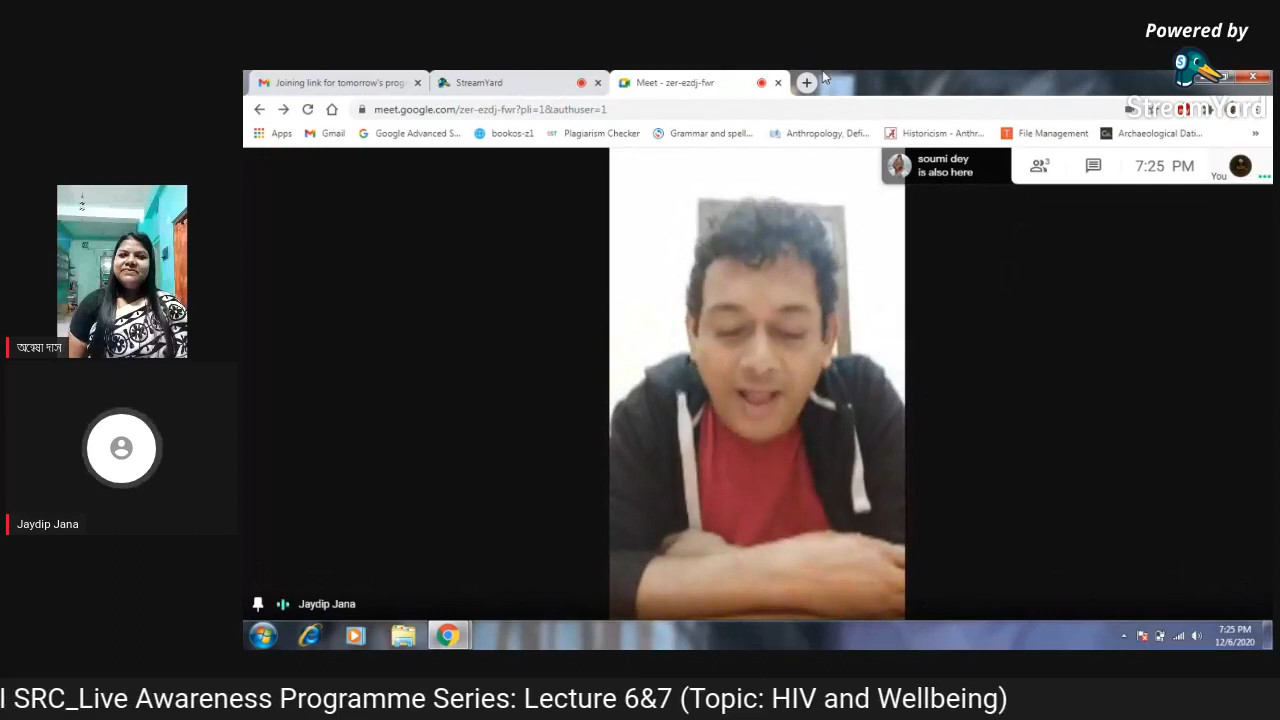 Powered by
StreamYard
Joining link for tomorrow's prog
StreamYard
Meet - zer-ezdj-fwr
meet.google.com/zer-ezdj-fwr?pli=1&authuser=1
Apps
Gmail
Google Advanced S...
bookos-z1
Plagiarism Checker
Grammar and spell...
Anthropology, Defi...
Historicism - Anthr...
File Management
Archaeological Dati...
»
soumi dey
is also here
3
7:25 PM
You
অন্বেষা দাস
Jaydip Jana
Jaydip Jana
7:25 PM
12/6/2020
I SRC_Live Awareness Programme Series: Lecture 6&7 (Topic: HIV and Wellbeing)